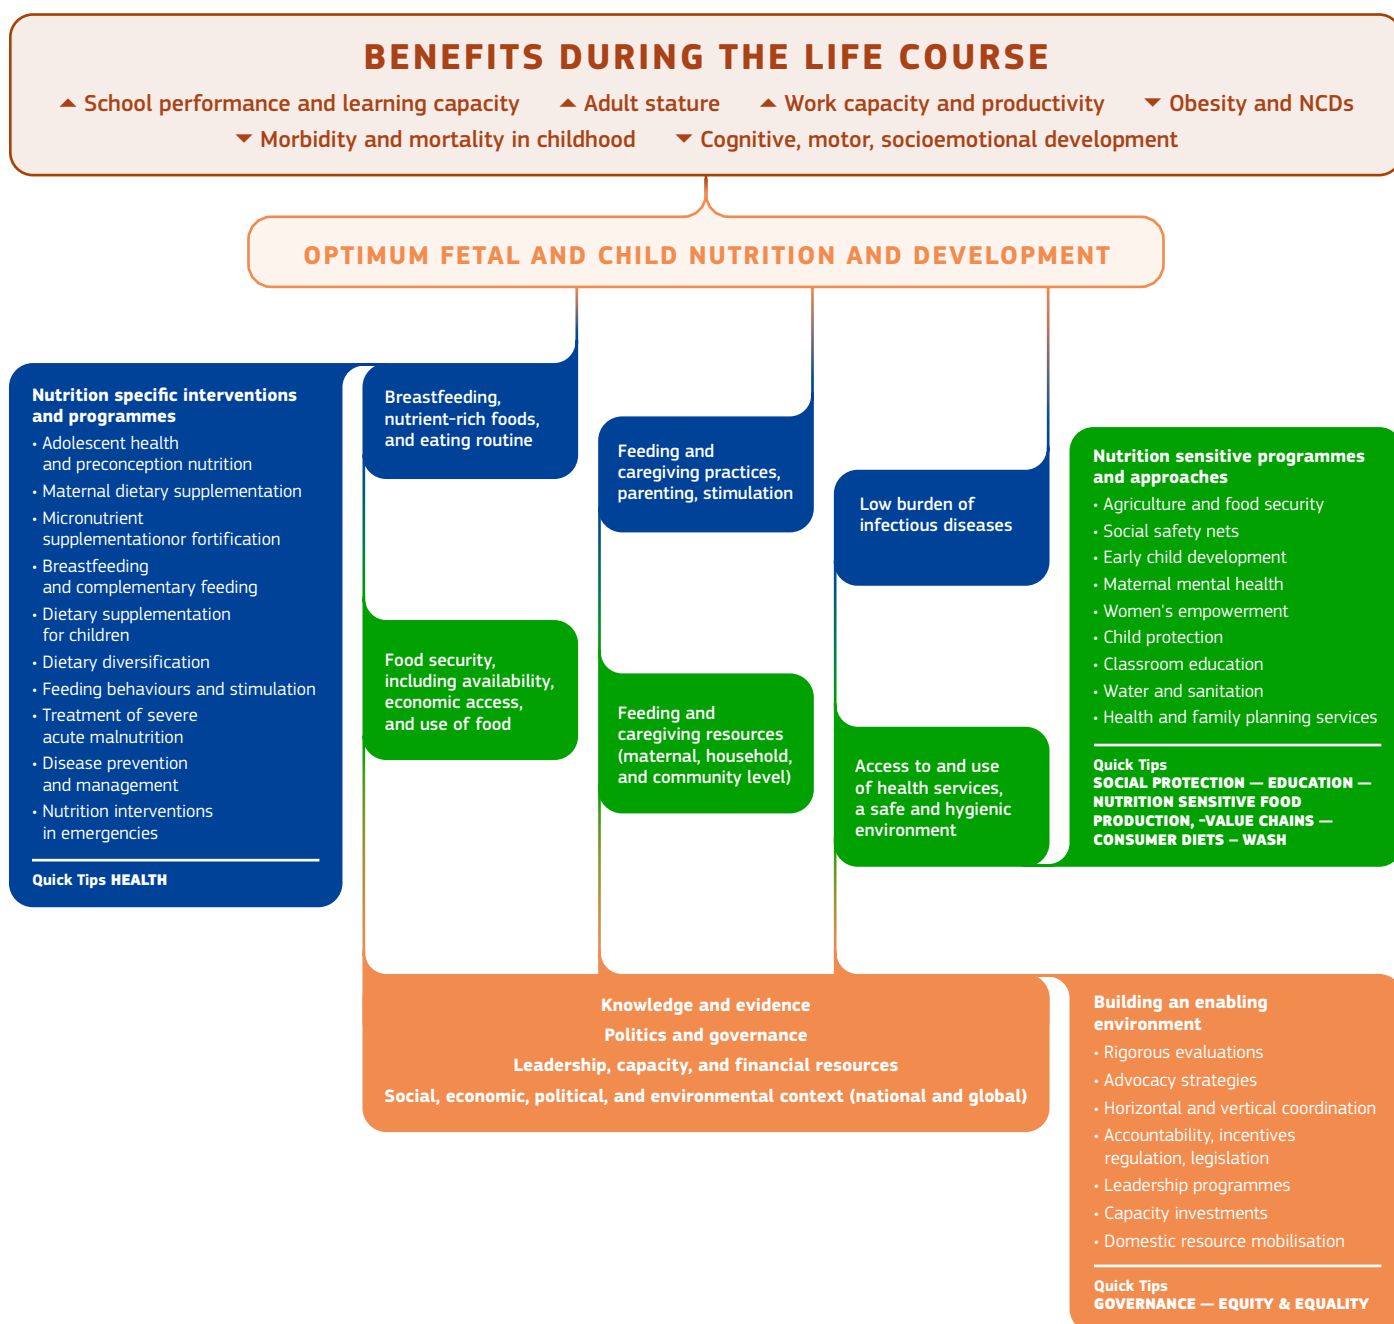 BENEFITS DURING THE LIFE COURSE
▲ School performance and learning capacity ▲ Adult stature ▲ Work capacity and productivity ▼ Obesity and NCDs
▼ Morbidity and mortality in childhood ▼ Cognitive, motor, socioemotional development
OPTIMUM FETAL AND CHILD NUTRITION AND DEVELOPMENT
Nutrition specific interventions
and programmes
• Adolescent health
and preconception nutrition
• Maternal dietary supplementation
• Micronutrient
supplementationor fortification
• Breastfeeding
and complementary feeding
• Dietary supplementation
for children
• Dietary diversification
• Feeding behaviours and stimulation
• Treatment of severe
acute malnutrition
• Disease prevention
and management
• Nutrition interventions
in emergencies
Quick Tips HEALTH
Breastfeeding,
nutrient-rich foods,
and eating routine
Feeding and
caregiving practices,
parenting, stimulation
Low burden of
infectious diseases
Food security,
including availability,
economic access,
and use of food
Feeding and
caregiving resources
(maternal, household,
and community level)
Access to and use
of health services,
a safe and hygienic
environment
Nutrition sensitive programmes
and approaches
• Agriculture and food security
• Social safety nets
• Early child development
• Maternal mental health
• Women's empowerment
• Child protection
• Classroom education
• Water and sanitation
• Health and family planning services
Quick Tips
SOCIAL PROTECTION — EDUCATION —
NUTRITION SENSITIVE FOOD
PRODUCTION, -VALUE CHAINS —
CONSUMER DIETS – WASH
Knowledge and evidence
Politics and governance
Leadership, capacity, and financial resources
Social, economic, political, and environmental context (national and global)
Building an enabling
environment
• Rigorous evaluations
• Advocacy strategies
• Horizontal and vertical coordination
• Accountability, incentives
regulation, legislation
• Leadership programmes
• Capacity investments
• Domestic resource mobilisation
Quick Tips
GOVERNANCE — EQUITY & EQUALITY